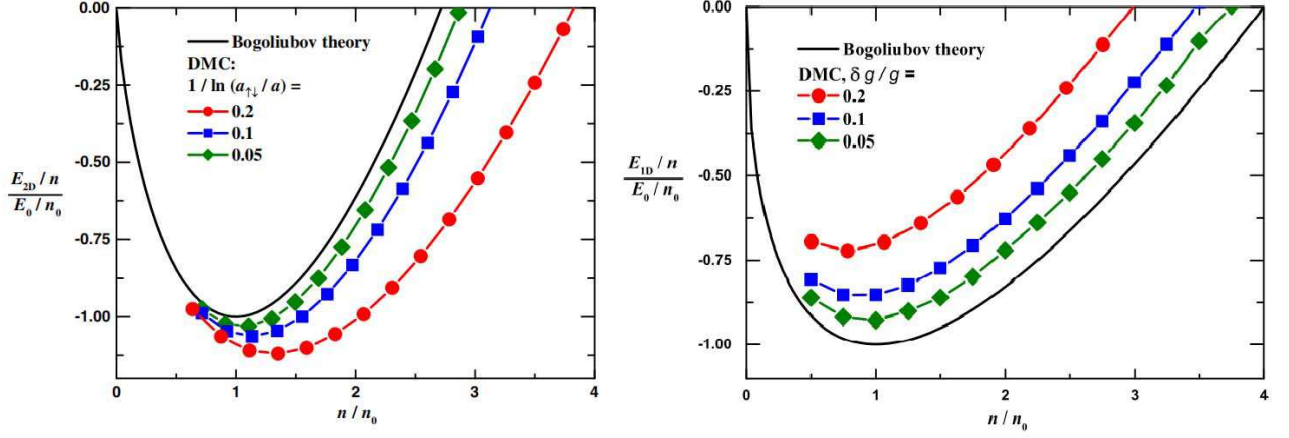 0.00
-0.25
-0.50
-0.75
-1.00
E2D / n
E0 / n0
Bogoliubov theory
DMC:
1 / ln (a↑↓ / a) =
0.2
0.1
0.05
0 1 2 3 4
n / n0
0.00
-0.25
-0.50
-0.75
-1.00
E1D / n
E0 / n0
Bogoliubov theory
DMC, δ g / g =
0.2
0.1
0.05
0 1 2 3 4
n / n0